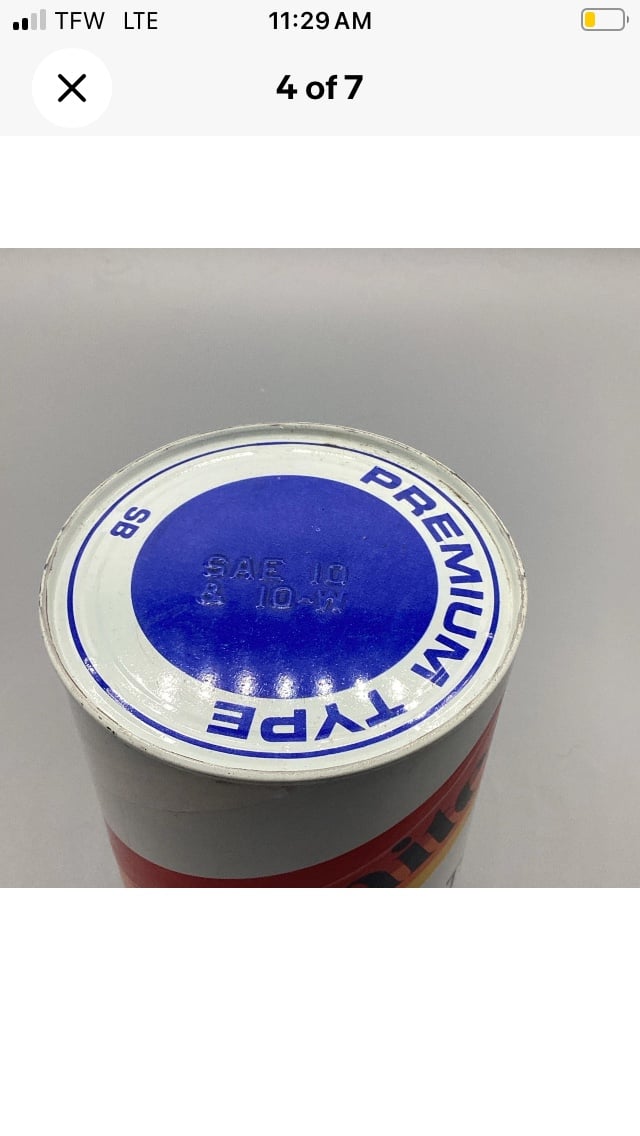 TFW LTE 11:29 AM
4 of 7
PREMIUM TYPE
SB
SAE 10
& 10-W